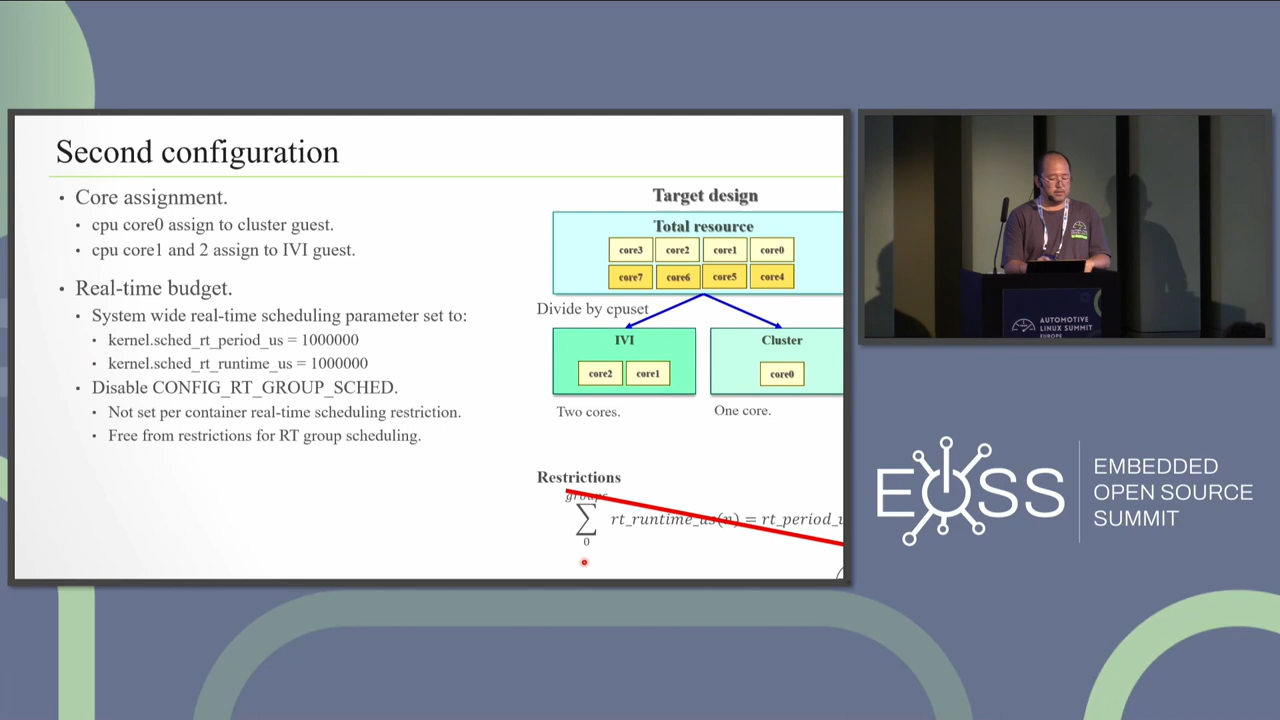 Second configuration
• Core assignment.
• cpu core0 assign to cluster guest.
• cpu core1 and 2 assign to IVI guest.
• Real-time budget.
• System wide real-time scheduling parameter set to:
• kernel.sched_rt_period_us = 1000000
• kernel.sched_rt_runtime_us = 1000000
• Disable CONFIG_RT_GROUP_SCHED.
• Not set per container real-time scheduling restriction.
• Free from restrictions for RT group scheduling.
Target design
Total resource
core3 core2 core1 core0
core7 core6 core5 core4
Divide by cpuset
IVI
core2 core1
Two cores.
Cluster
core0
One core.
Restrictions
groups
∑ rt_runtime_us(n) = rt_period_u
0
AUTOMOTIVE
LINUX SUMMIT
EUROPE
EOSS
EMBEDDED
OPEN SOURCE
SUMMIT